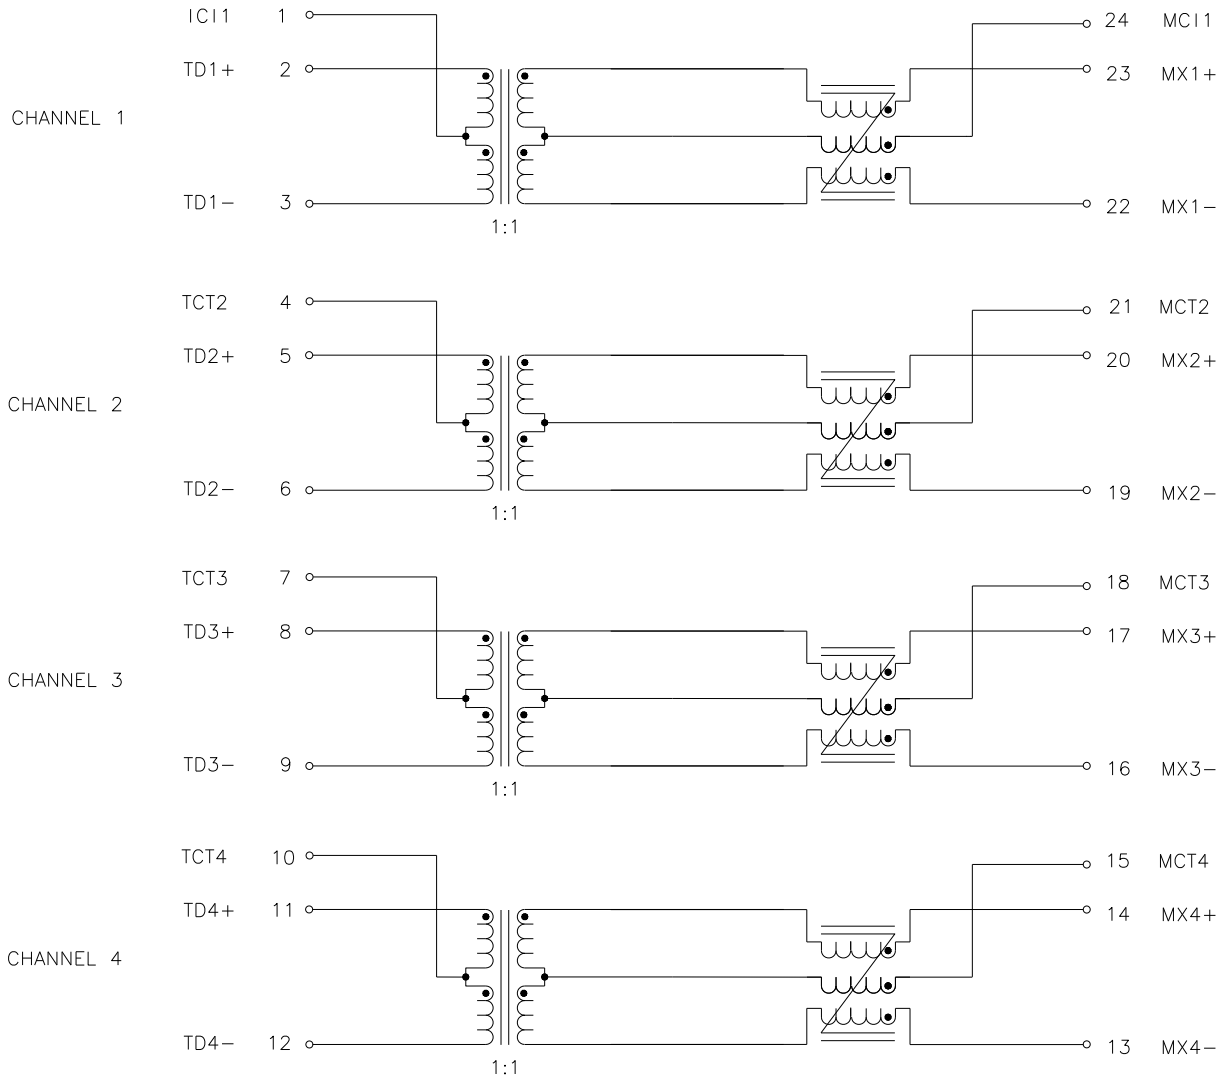 ICI1 1 24 MCI1
TD1+ 2 23 MX1+
CHANNEL 1
TD1− 3 22 MX1−
1:1
TCT2 4 21 MCT2
TD2+ 5 20 MX2+
CHANNEL 2
TD2− 6 19 MX2−
1:1
TCT3 7 18 MCT3
TD3+ 8 17 MX3+
CHANNEL 3
TD3− 9 16 MX3−
1:1
TCT4 10 15 MCT4
TD4+ 11 14 MX4+
CHANNEL 4
TD4− 12 13 MX4−
1:1